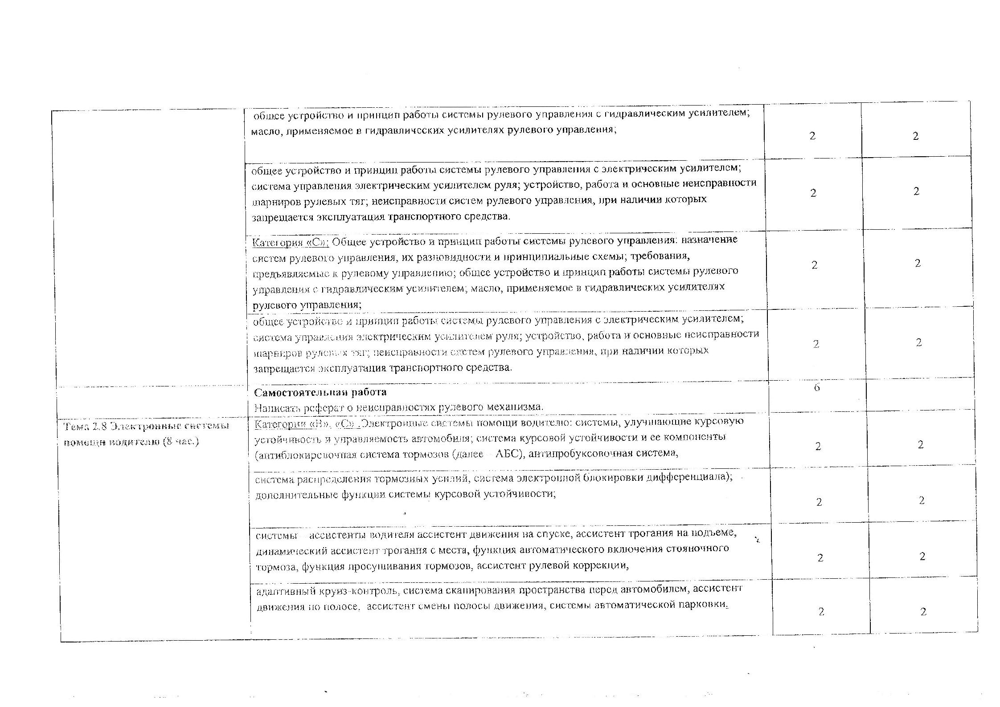 общее устройство и принцип работы системы рулевого управления с гидравлическим усилителем;
масло, применяемое в гидравлических усилителях рулевого управления;
2
2
общее устройство и принцип работы системы рулевого управления с электрическим усилителем;
система управления электрическим усилителем руля; устройство, работа и основные неисправности
шарниров рулевых тяг; неисправности систем рулевого управления, при наличии которых
запрещается эксплуатация транспортного средства.
2
2
Категория «С»: Общее устройство и принцип работы системы рулевого управления: назначение
систем рулевого управления, их разновидности и принципиальные схемы; требования,
предъявляемые к рулевому управлению; общее устройство и принцип работы системы рулевого
управления с гидравлическим усилителем; масло, применяемое в гидравлических усилителях
рулевого управления;
2
2
общее устройство и принцип работы системы рулевого управления с электрическим усилителем;
система управления электрическим усилителем руля; устройство, работа и основные неисправности
шарниров рулевых тяг; неисправности систем рулевого управления, при наличии которых
запрещается эксплуатация транспортного средства.
2
2
Самостоятельная работа
Написать реферат о неисправностях рулевого механизма.
6
Тема 2.8 Электронные системы
помощи водителю (8 час.)
Категории «В», «С» .Электронные системы помощи водителю: системы, улучшающие курсовую
устойчивость и управляемость автомобиля; система курсовой устойчивости и ее компоненты
(антиблокировочная система тормозов (далее – АБС), антипробуксовочная система,
2
2
система распределения тормозных усилий, система электронной блокировки дифференциала);
дополнительные функции системы курсовой устойчивости;
2
2
системы – ассистенты водителя ассистент движения на спуске, ассистент трогания на подъеме,
динамический ассистент трогания с места, функция автоматического включения стояночного
тормоза, функция просушивания тормозов, ассистент рулевой коррекции,
2
2
адаптивный круиз-контроль, система сканирования пространства перед автомобилем, ассистент
движения по полосе, ассистент смены полосы движения, системы автоматической парковки.
2
2